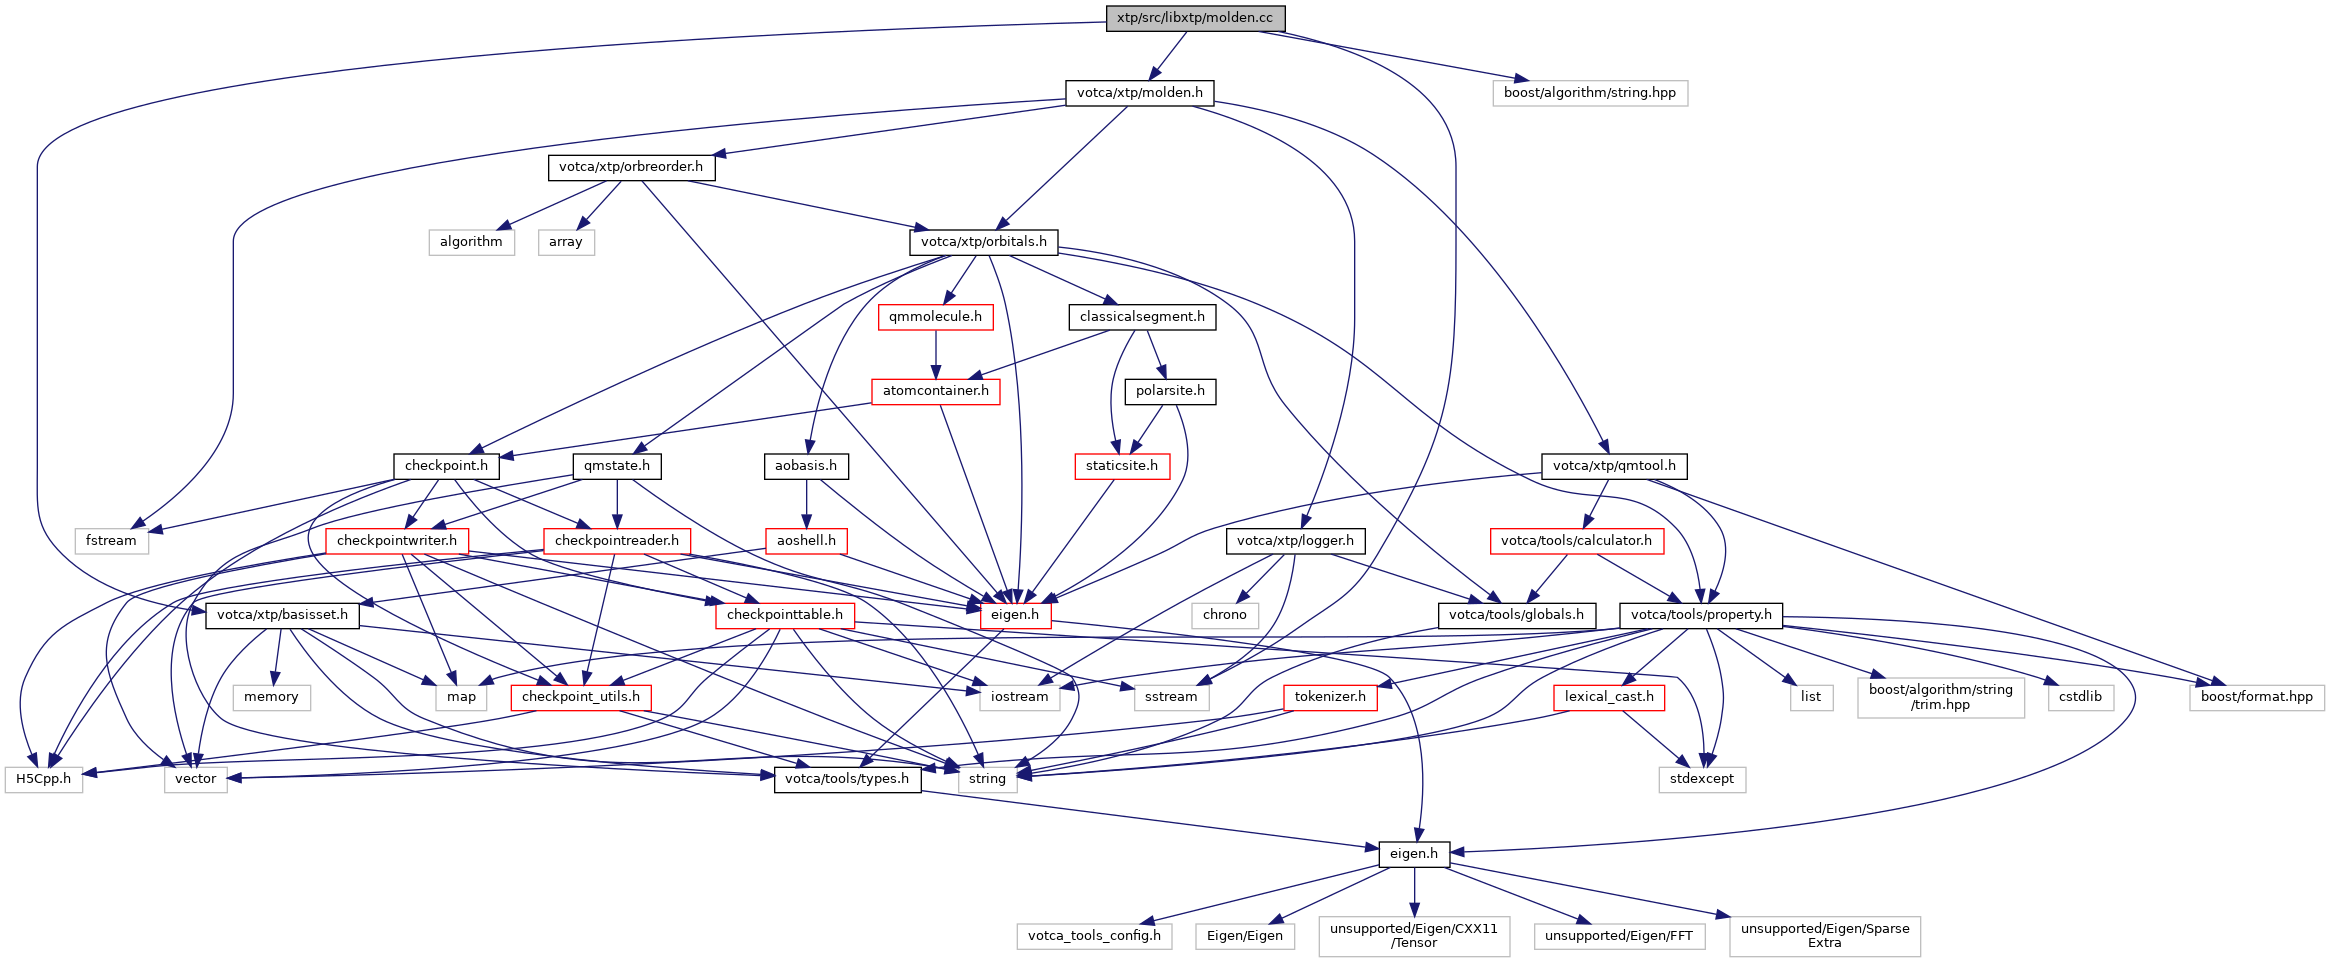 xtp/src/libxtp/molden.cc
votca/xtp/molden.h
boost/algorithm/string.hpp
votca/xtp/orbreorder.h
algorithm
array
votca/xtp/orbitals.h
qmmolecule.h
classicalsegment.h
atomcontainer.h
polarsite.h
checkpoint.h
qmstate.h
aobasis.h
staticsite.h
votca/xtp/qmtool.h
fstream
checkpointwriter.h
checkpointreader.h
aoshell.h
votca/xtp/logger.h
votca/tools/calculator.h
votca/xtp/basisset.h
checkpointtable.h
eigen.h
chrono
votca/tools/globals.h
votca/tools/property.h
memory
map
checkpoint_utils.h
iostream
sstream
tokenizer.h
lexical_cast.h
list
boost/algorithm/string
/trim.hpp
cstdlib
boost/format.hpp
H5Cpp.h
vector
votca/tools/types.h
string
stdexcept
eigen.h
votca_tools_config.h
Eigen/Eigen
unsupported/Eigen/CXX11
/Tensor
unsupported/Eigen/FFT
unsupported/Eigen/Sparse
Extra